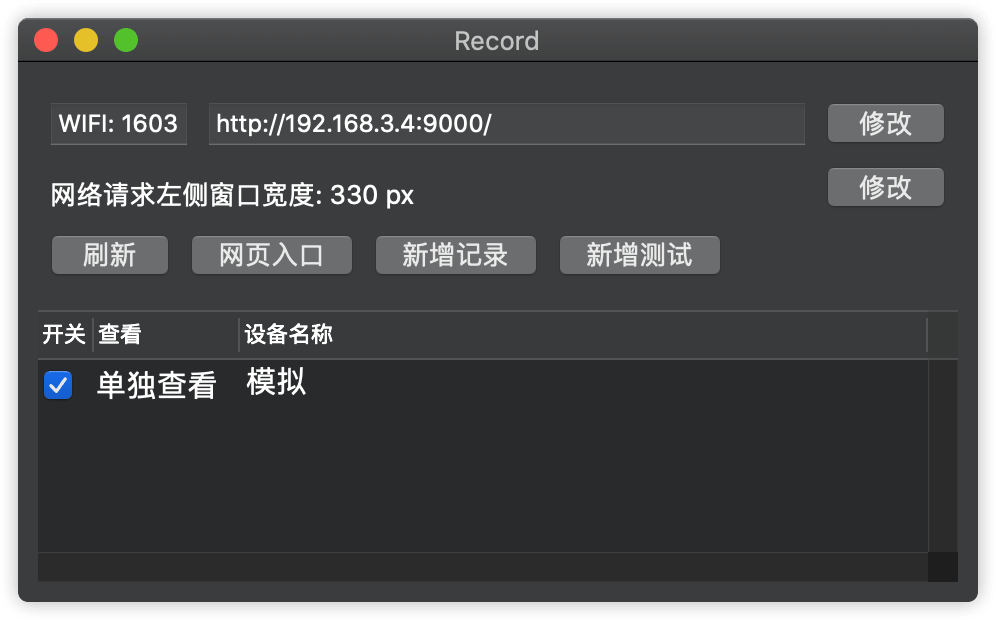 Record
WIFI: 1603 http://192.168.3.4:9000/ 修改
网络请求左侧窗口宽度: 330 px 修改
刷新 网页入口 新增记录 新增测试
开关 查看 设备名称
单独查看 模拟